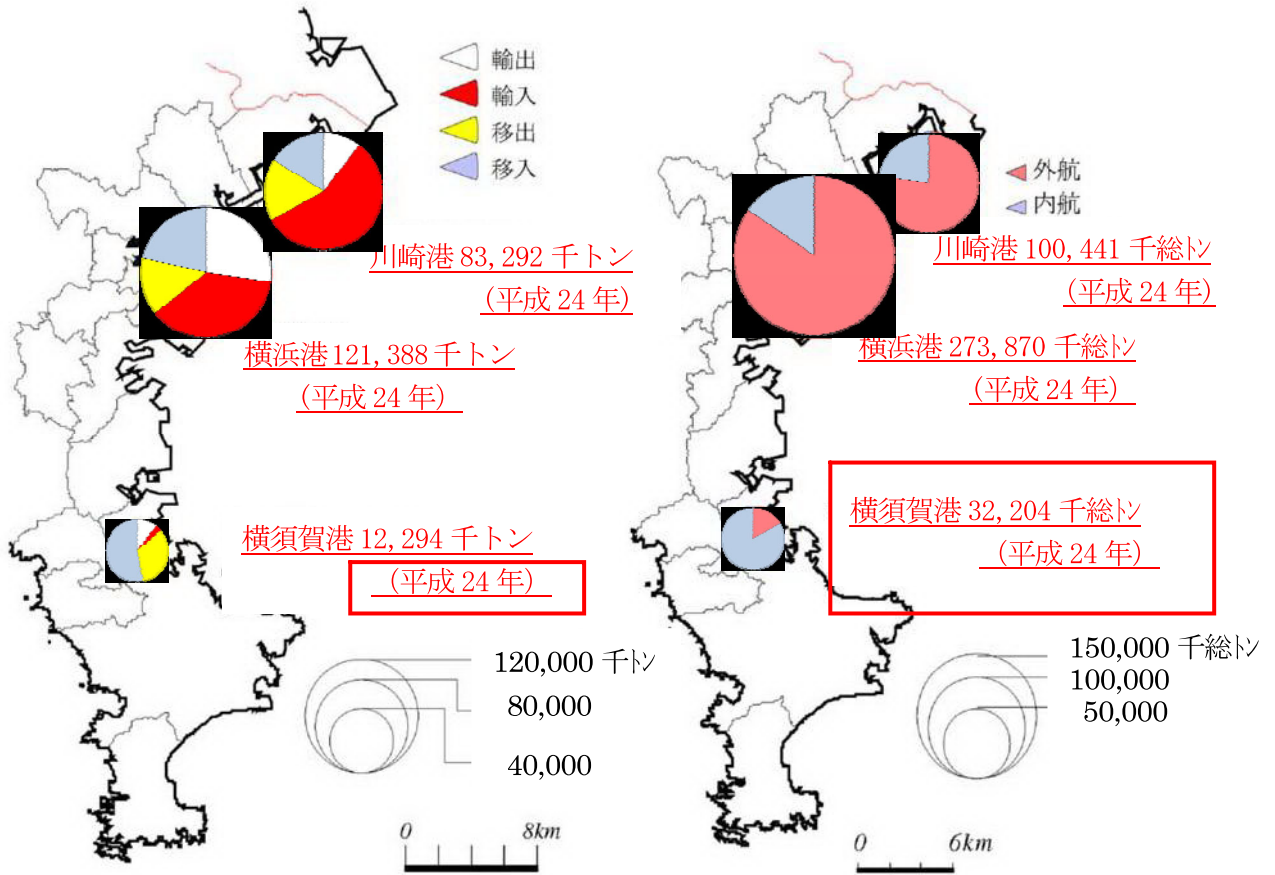 輸出
輸入
移出
移入
川崎港 83,292 千トン
(平成 24 年)
横浜港 121,388 千トン
(平成 24 年)
横須賀港 12,294 千トン
(平成 24 年)
120,000 千トン
80,000
40,000
0 8km
外航
内航
川崎港 100,441 千総トン
(平成 24 年)
横浜港 273,870 千総トン
(平成 24 年)
横須賀港 32,204 千総トン
(平成 24 年)
150,000 千総トン
100,000
50,000
0 6km